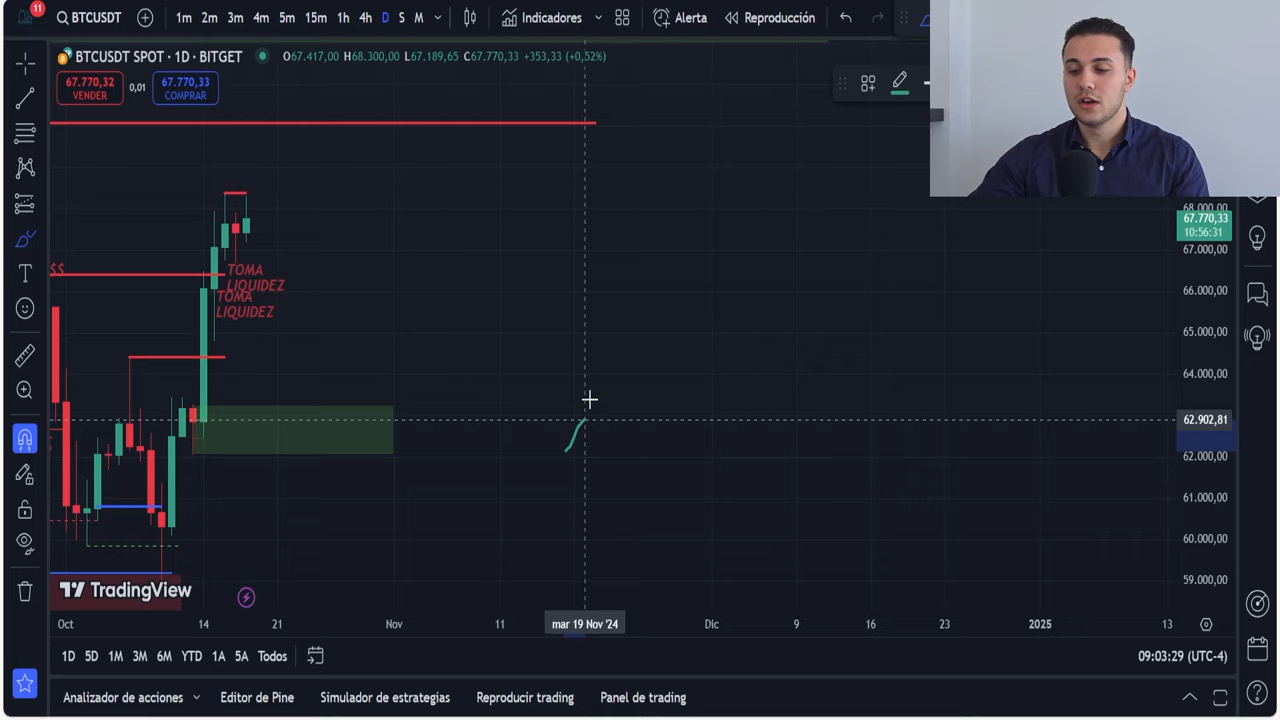 11
BTCUSDT
1m 2m 3m 4m 5m 15m 1h 4h D S M
Indicadores
Alerta
Reproducción
BTCUSDT SPOT · 1D · BITGET
O67.417,00 H68.300,00 L67.189,65 C67.770,33 +353,33 (+0,52%)
67.770,32
VENDER
0,01
67.770,33
COMPRAR
68.000,00
67.770,33
10:56:31
67.000,00
$$
TOMA
LIQUIDEZ
TOMA
LIQUIDEZ
66.000,00
65.000,00
64.000,00
62.902,81
62.000,00
61.000,00
60.000,00
59.000,00
TradingView
Oct
14
21
Nov
11
mar 19 Nov '24
Dic
9
16
23
2025
13
1D 5D 1M 3M 6M YTD 1A 5A Todos
09:03:29 (UTC-4)
Analizador de acciones
Editor de Pine
Simulador de estrategias
Reproducir trading
Panel de trading